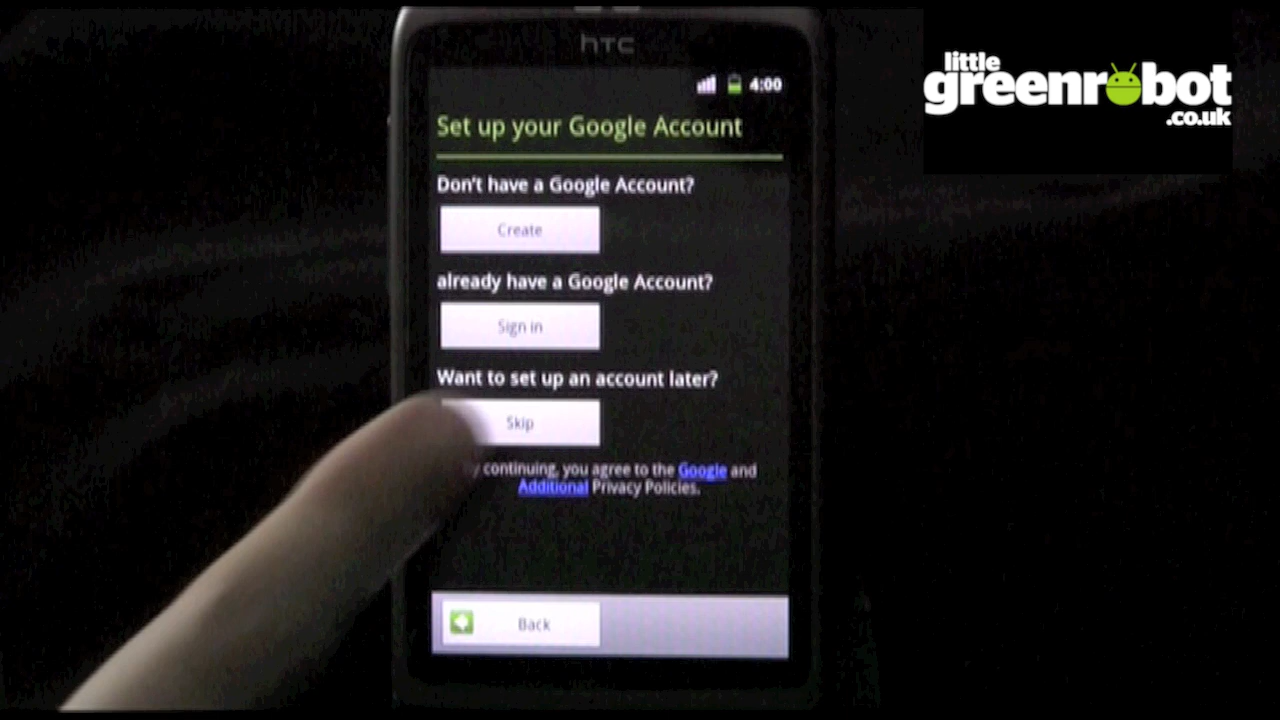 hTC
4:00
Set up your Google Account
Don't have a Google Account?
Create
already have a Google Account?
Sign in
Want to set up an account later?
Skip
continuing, you agree to the Google and
Additional Privacy Policies.
Back
little
greenrobot
.co.uk